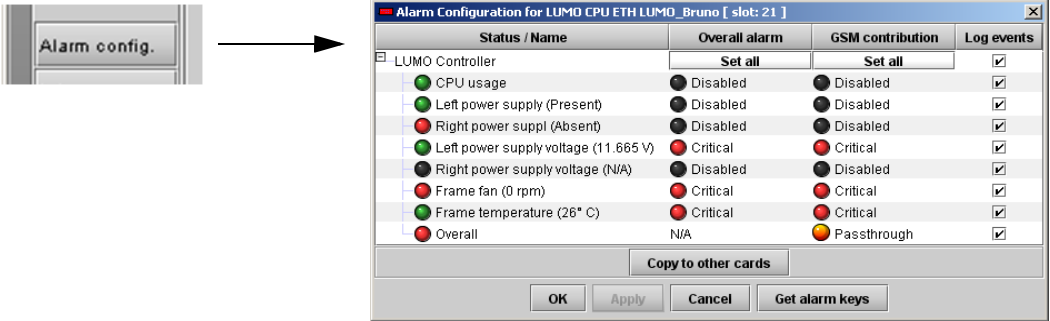 Alarm config.
Alarm Configuration for LUMO CPU ETH LUMO_Bruno [ slot: 21 ]
Status / Name Overall alarm GSM contribution Log events
LUMO Controller Set all Set all
CPU usage Disabled Disabled
Left power supply (Present) Disabled Disabled
Right power suppl (Absent) Disabled Disabled
Left power supply voltage (11.665 V) Critical Critical
Right power supply voltage (N/A) Disabled Disabled
Frame fan (0 rpm) Critical Critical
Frame temperature (26° C) Critical Critical
Overall N/A Passthrough
Copy to other cards
OK Apply Cancel Get alarm keys